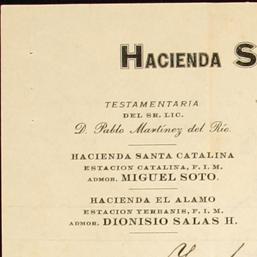 HACIENDA S
TESTAMENTARIA
DEL SR. LIC.
D. Pablo Martínez del Río.
HACIENDA SANTA CATALINA
ESTACION CATALINA, F. I. M.
ADMOR. MIGUEL SOTO.
HACIENDA EL ALAMO
ESTACION YERBANIS, F. I. M.
ADMOR. DIONISIO SALAS H.